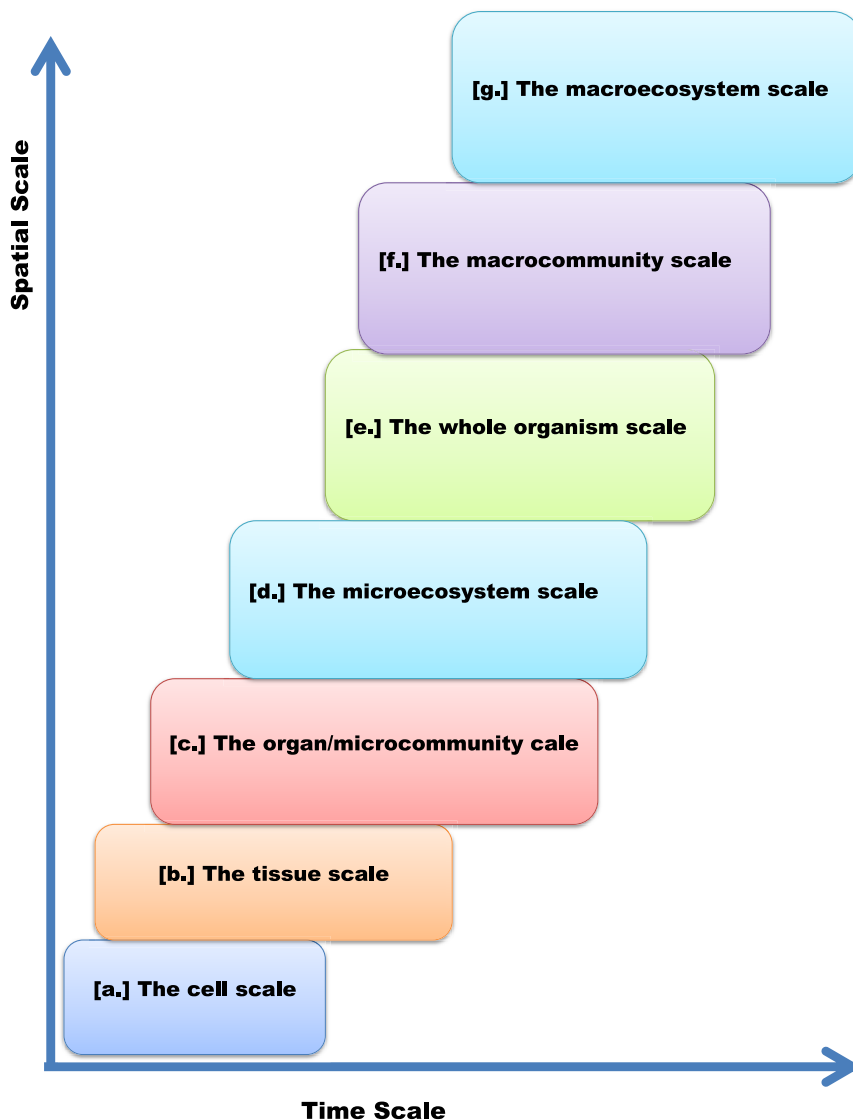 [g.] The macroecosystem scale
Spatial Scale
[f.] The macrocommunity scale
[e.] The whole organism scale
[d.] The microecosystem scale
[c.] The organ/microcommunity cale
[b.] The tissue scale
[a.] The cell scale
Time Scale